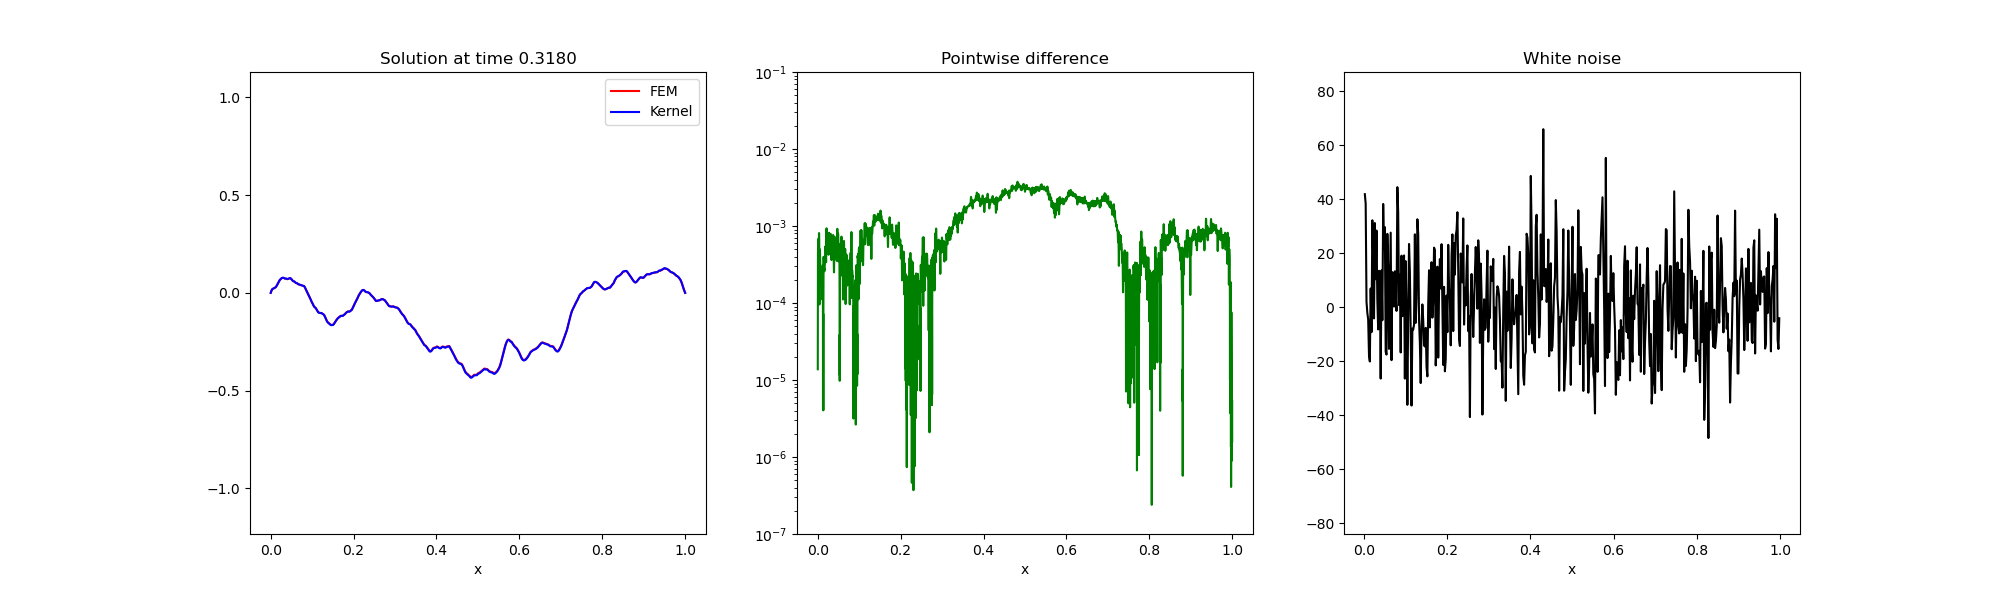 Solution at time 0.3180
FEM
Kernel
1.0
0.5
0.0
−0.5
−1.0
0.0 0.2 0.4 0.6 0.8 1.0
x
Pointwise difference
10⁻¹
10⁻²
10⁻³
10⁻⁴
10⁻⁵
10⁻⁶
10⁻⁷
0.0 0.2 0.4 0.6 0.8 1.0
x
White noise
80
60
40
20
0
−20
−40
−60
−80
0.0 0.2 0.4 0.6 0.8 1.0
x